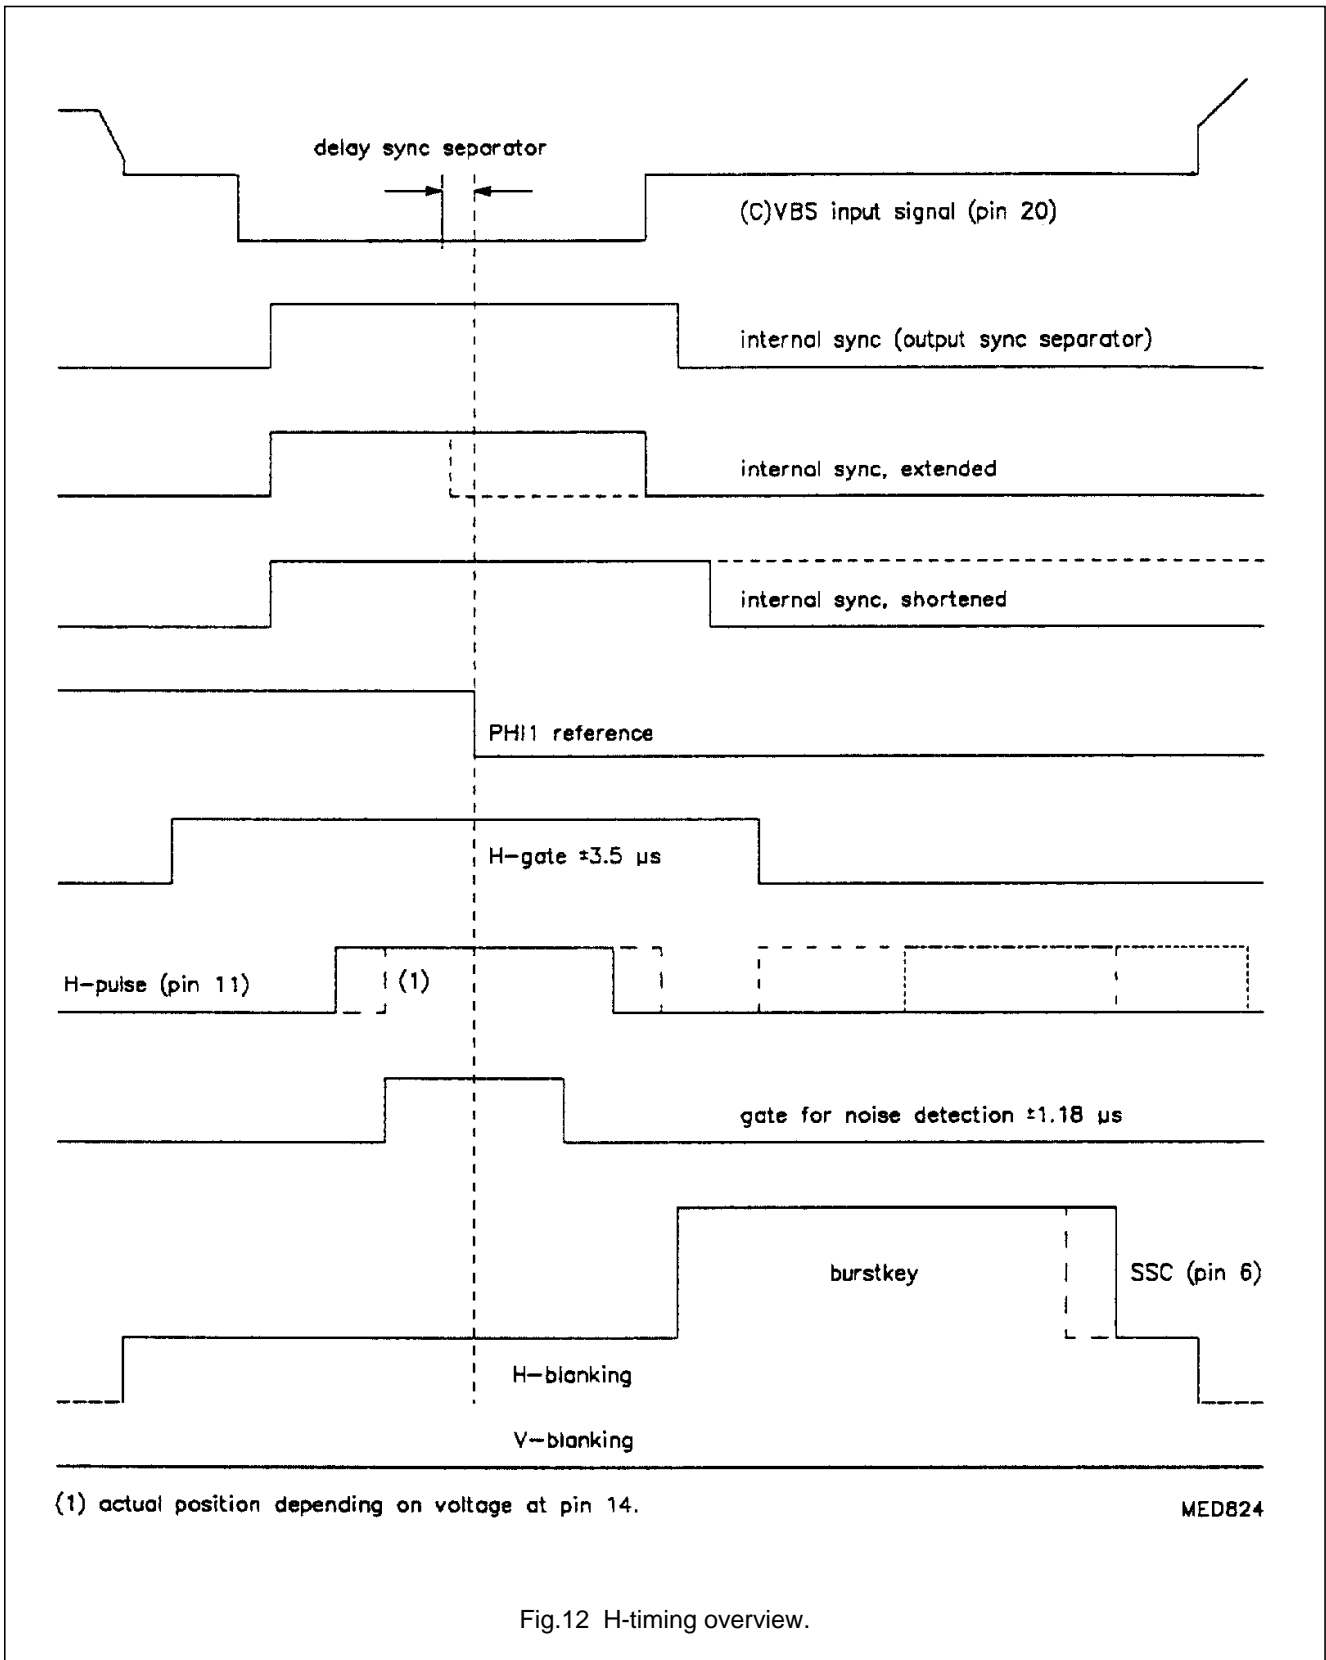 delay sync separator
(C)VBS input signal (pin 20)
internal sync (output sync separator)
internal sync, extended
internal sync, shortened
PHI1 reference
H-gate ±3.5 µs
H-pulse (pin 11)
(1)
gate for noise detection ±1.18 µs
burstkey
SSC (pin 6)
H-blanking
V-blanking
(1) actual position depending on voltage at pin 14.
MED824
Fig.12 H-timing overview.